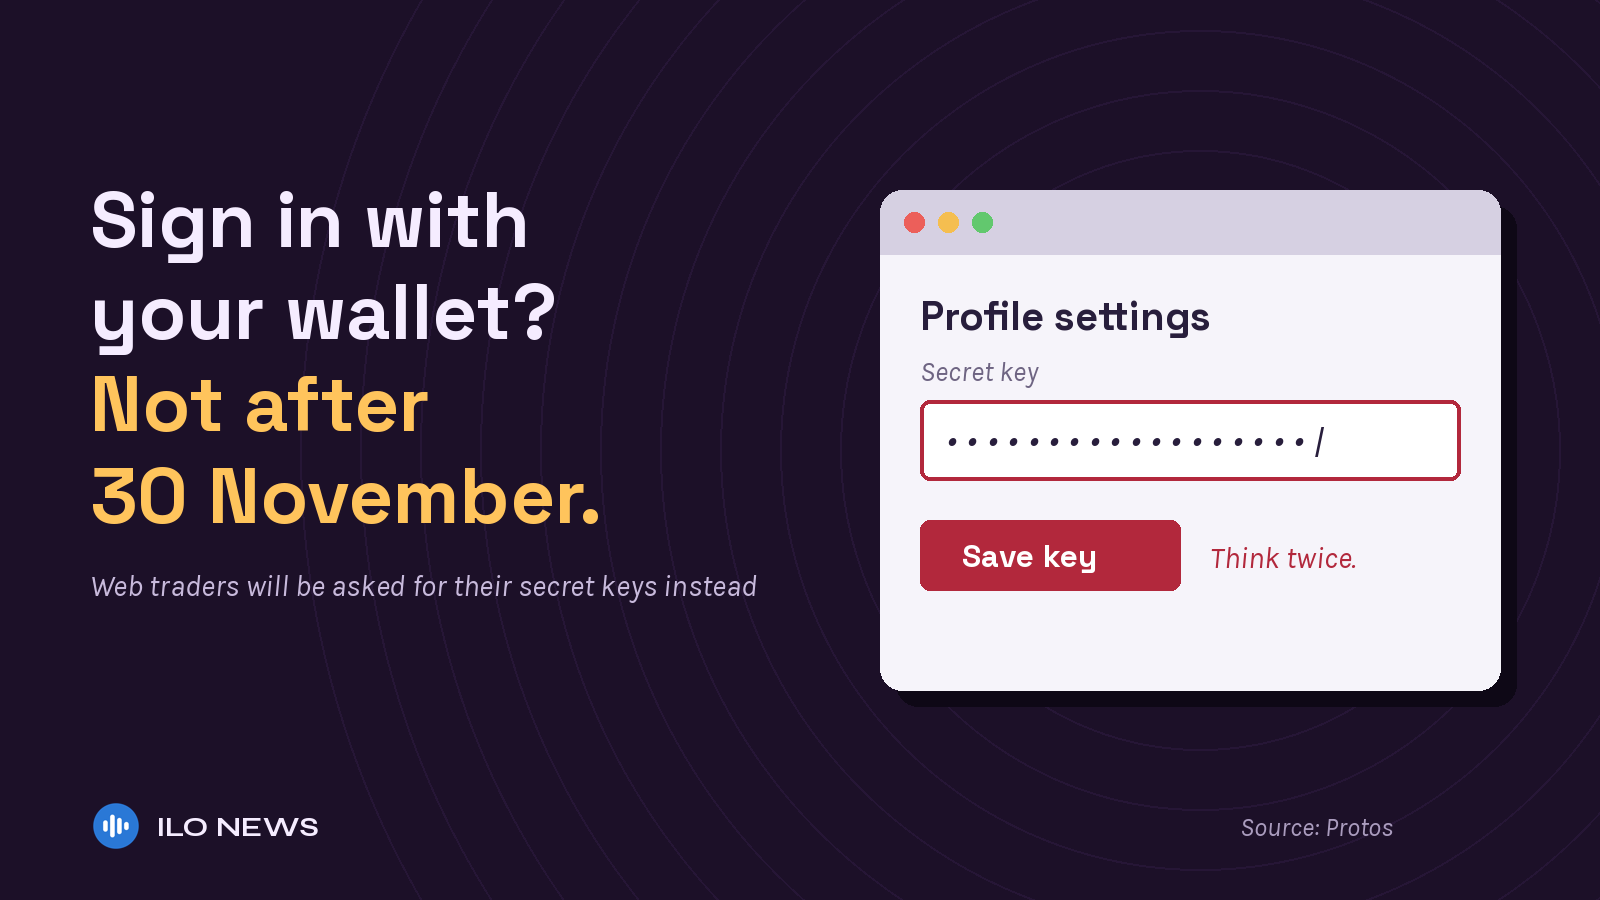 Sign in with
your wallet?
Not after
30 November.
Web traders will be asked for their secret keys instead
Profile settings
Secret key
••••••••••••••••••/
Save key
Think twice.
ILO NEWS
Source: Protos